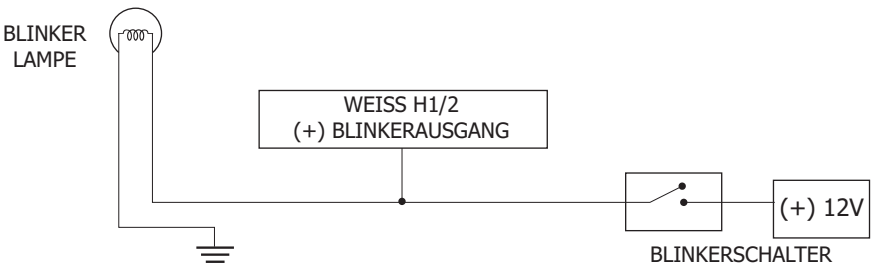 BLINKER
LAMPE
WEISS H1/2
(+) BLINKERAUSGANG
(+) 12V
BLINKERSCHALTER